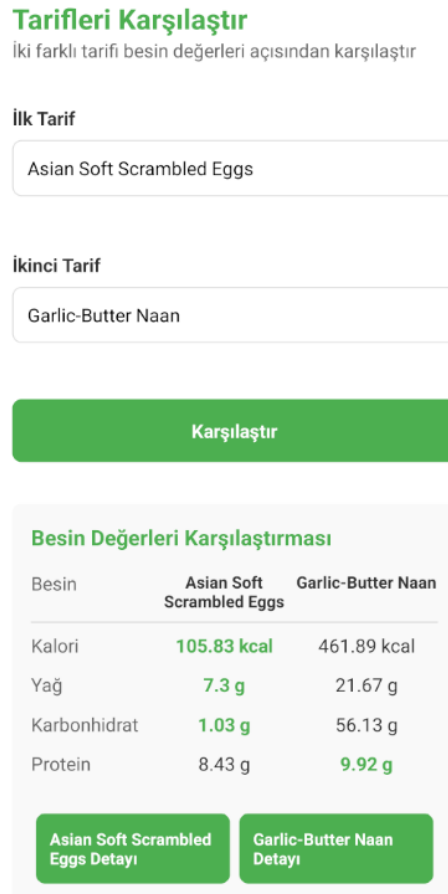 Tarifleri Karşılaştır
İki farklı tarifi besin değerleri açısından karşılaştır
İlk Tarif
Asian Soft Scrambled Eggs
İkinci Tarif
Garlic-Butter Naan
Karşılaştır
Besin Değerleri Karşılaştırması
Besin Asian Soft Garlic-Butter Naan
Scrambled Eggs
Kalori 105.83 kcal 461.89 kcal
Yağ 7.3 g 21.67 g
Karbonhidrat 1.03 g 56.13 g
Protein 8.43 g 9.92 g
Asian Soft Scrambled Garlic-Butter Naan
Eggs Detayı Detayı